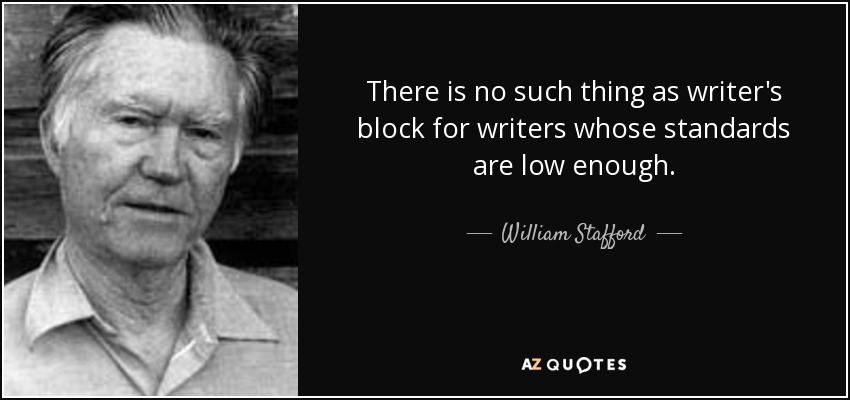 There is no such thing as writer's
block for writers whose standards
are low enough.
William Stafford
AZ QUOTES